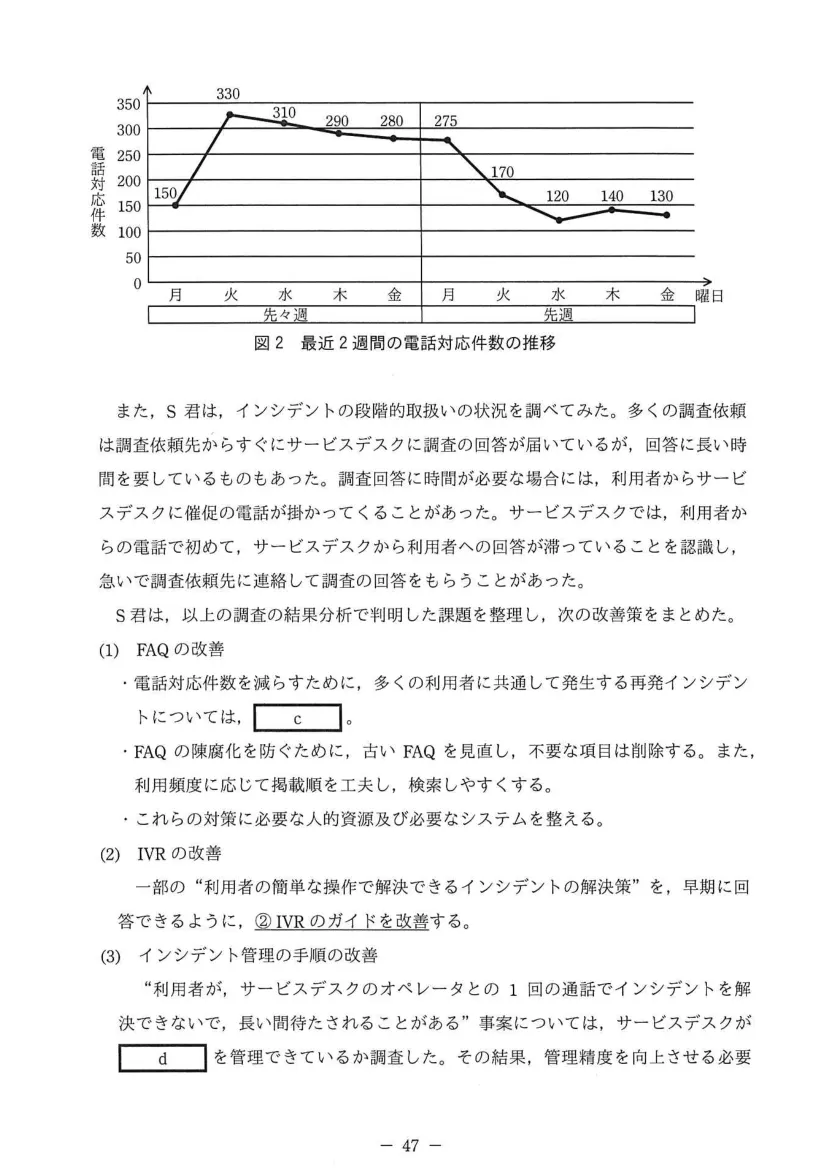 350
300
250
200
150
100
50
0
電話対応件数
150
330
310
290
280
275
170
120
140
130
月 火 水 木 金 月 火 水 木 金 曜日
先々週 先週
図2 最近2週間の電話対応件数の推移
また，S 君は，インシデントの段階的取扱いの状況を調べてみた。多くの調査依頼
は調査依頼先からすぐにサービスデスクに調査の回答が届いているが，回答に長い時
間を要しているものもあった。調査回答に時間が必要な場合には，利用者からサービ
スデスクに催促の電話が掛かってくることがあった。サービスデスクでは，利用者か
らの電話で初めて，サービスデスクから利用者への回答が滞っていることを認識し，
急いで調査依頼先に連絡して調査の回答をもらうことがあった。
S君は，以上の調査の結果分析で判明した課題を整理し，次の改善策をまとめた。
(1) FAQ の改善
・電話対応件数を減らすために，多くの利用者に共通して発生する再発インシデン
トについては， c 。
・FAQ の陳腐化を防ぐために，古い FAQ を見直し，不要な項目は削除する。また，
利用頻度に応じて掲載順を工夫し，検索しやすくする。
・これらの対策に必要な人的資源及び必要なシステムを整える。
(2) IVR の改善
一部の“利用者の簡単な操作で解決できるインシデントの解決策”を，早期に回
答できるように，② IVR のガイドを改善する。
(3) インシデント管理の手順の改善
“利用者が，サービスデスクのオペレータとの 1 回の通話でインシデントを解
決できないで，長い間待たされることがある”事案については，サービスデスクが
d を管理できているか調査した。その結果，管理精度を向上させる必要
－ 47 －